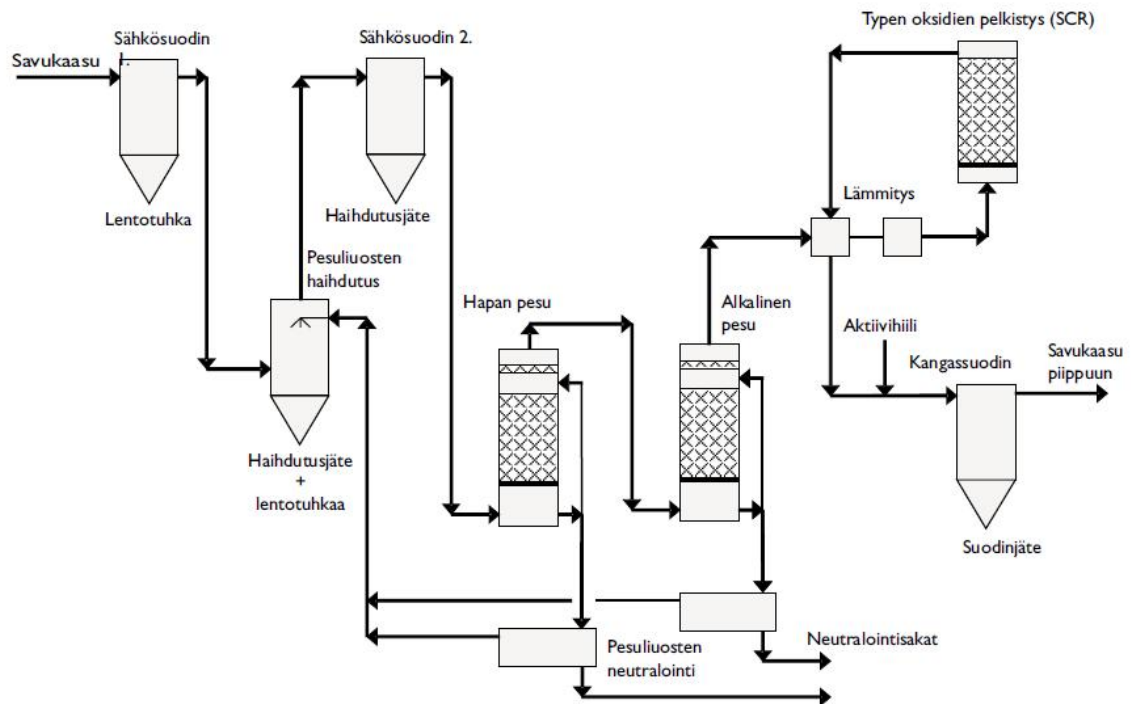 Typen oksidien pelkistys (SCR)
Sähkösuodin
1.
Sähkösuodin 2.
Savukaasu
Lentotuhka
Haihdutusjäte
Lämmitys
Pesuliuosten
haihdutus
Hapan pesu
Alkalinen
pesu
Aktiivihiili
Kangassuodin
Savukaasu
piippuun
Haihdutusjäte
+
lentotuhkaa
Suodinjäte
Pesuliuosten
neutralointi
Neutralointisakat